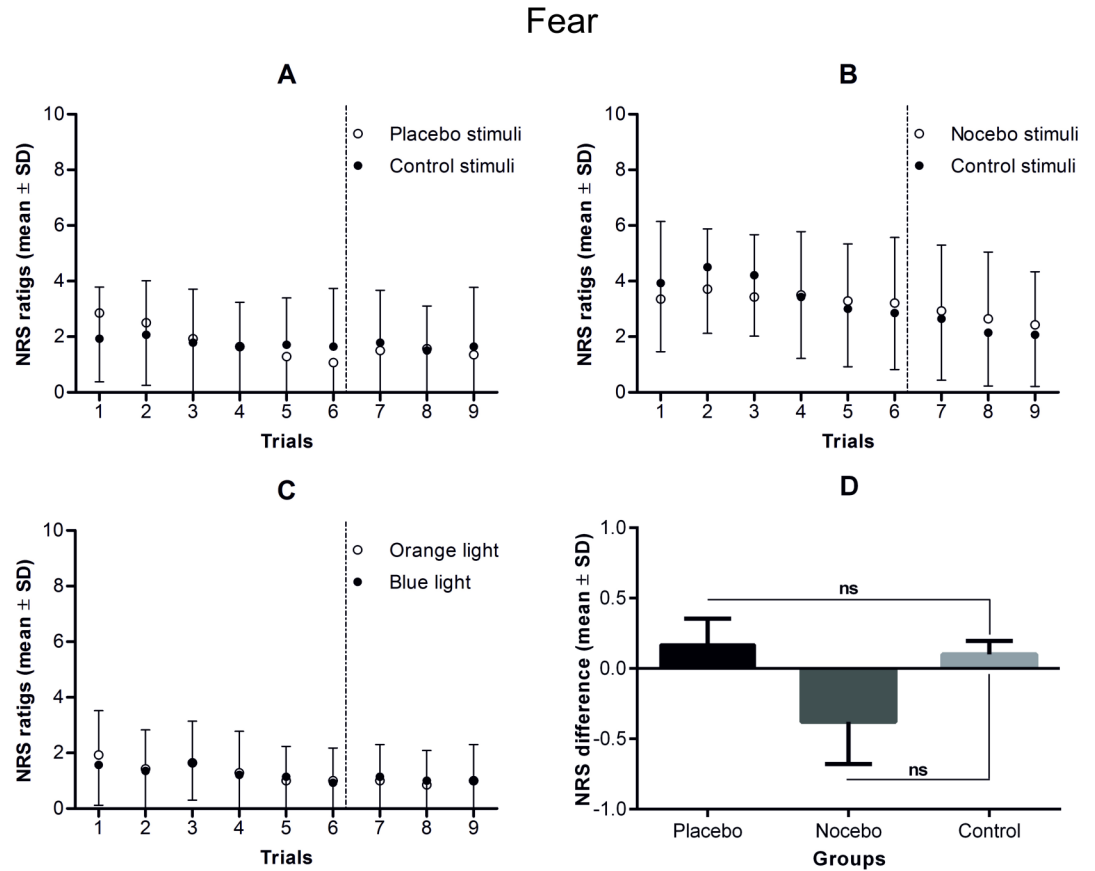 Fear
A
NRS ratigs (mean ± SD)
10
8
6
4
2
0
Placebo stimuli
Control stimuli
1 2 3 4 5 6 7 8 9
Trials
B
NRS ratigs (mean ± SD)
10
8
6
4
2
0
Nocebo stimuli
Control stimuli
1 2 3 4 5 6 7 8 9
Trials
C
NRS ratigs (mean ± SD)
10
8
6
4
2
0
Orange light
Blue light
1 2 3 4 5 6 7 8 9
Trials
D
NRS difference (mean ± SD)
1.0
0.5
0.0
-0.5
-1.0
ns
ns
Placebo Nocebo Control
Groups